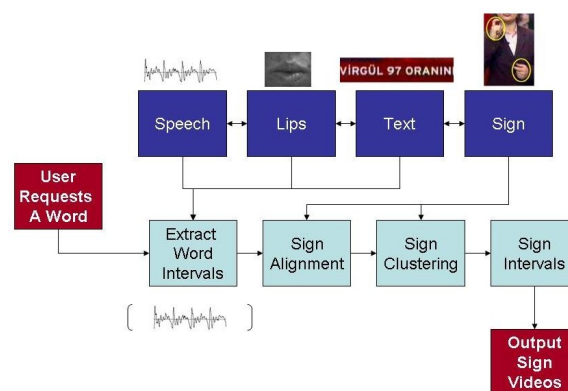 VİRGÜL 97 ORANINI
Speech
Lips
Text
Sign
User
Requests
A Word
Extract
Word
Intervals
Sign
Alignment
Sign
Clustering
Sign
Intervals
Output
Sign
Videos